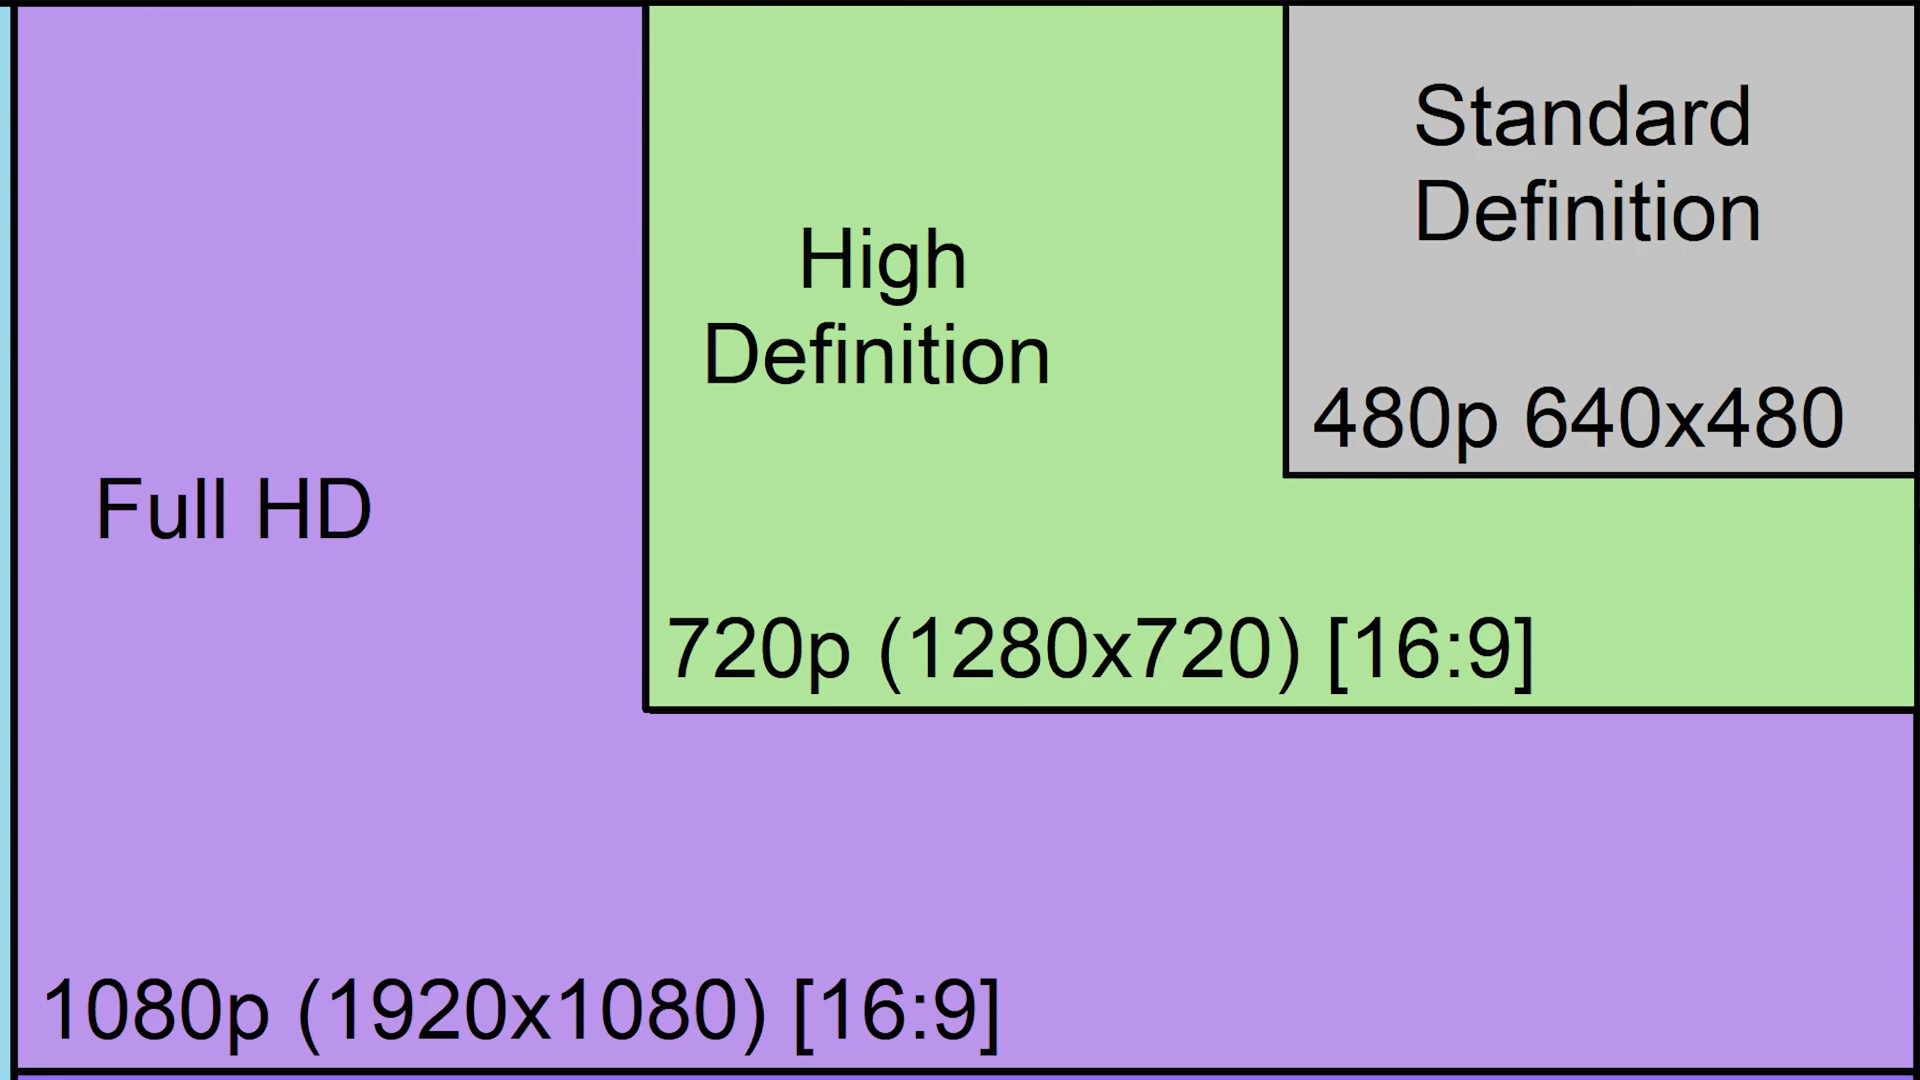 Standard
Definition
480p 640x480
High
Definition
720p (1280x720) [16:9]
Full HD
1080p (1920x1080) [16:9]